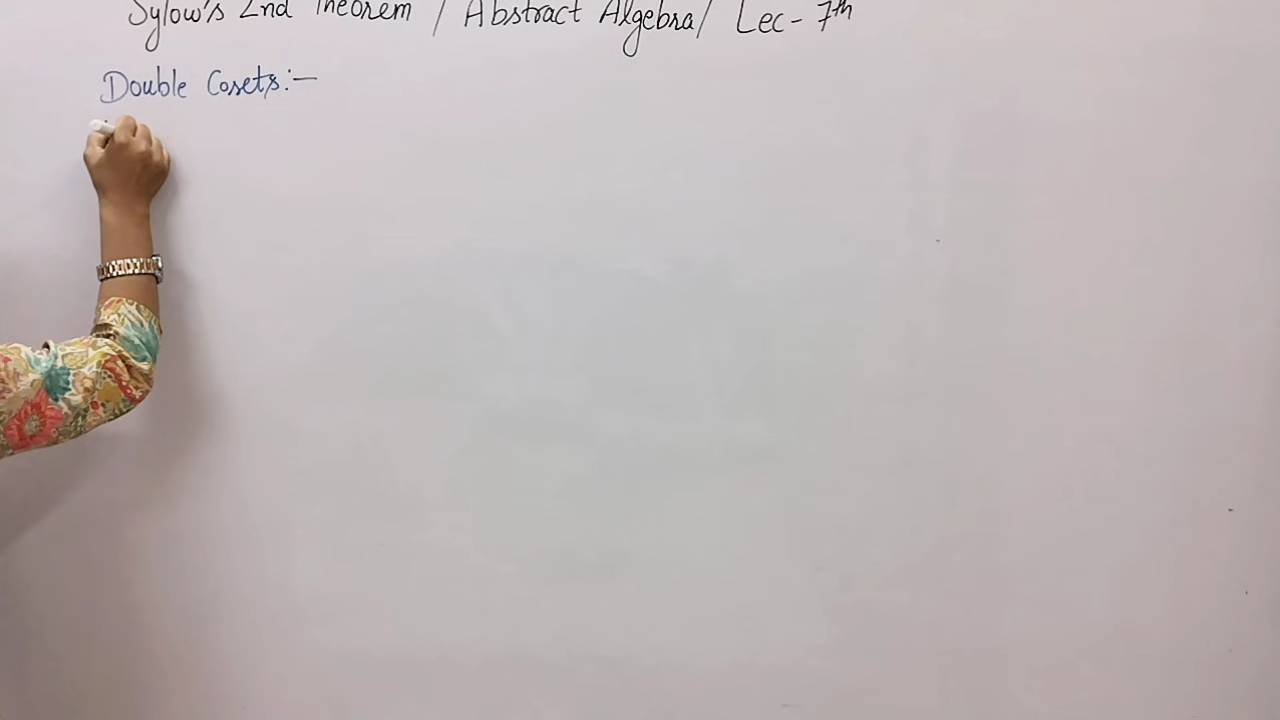 Sylow's 2nd Theorem / Abstract Algebra/ Lec- 7th
Double Cosets:-